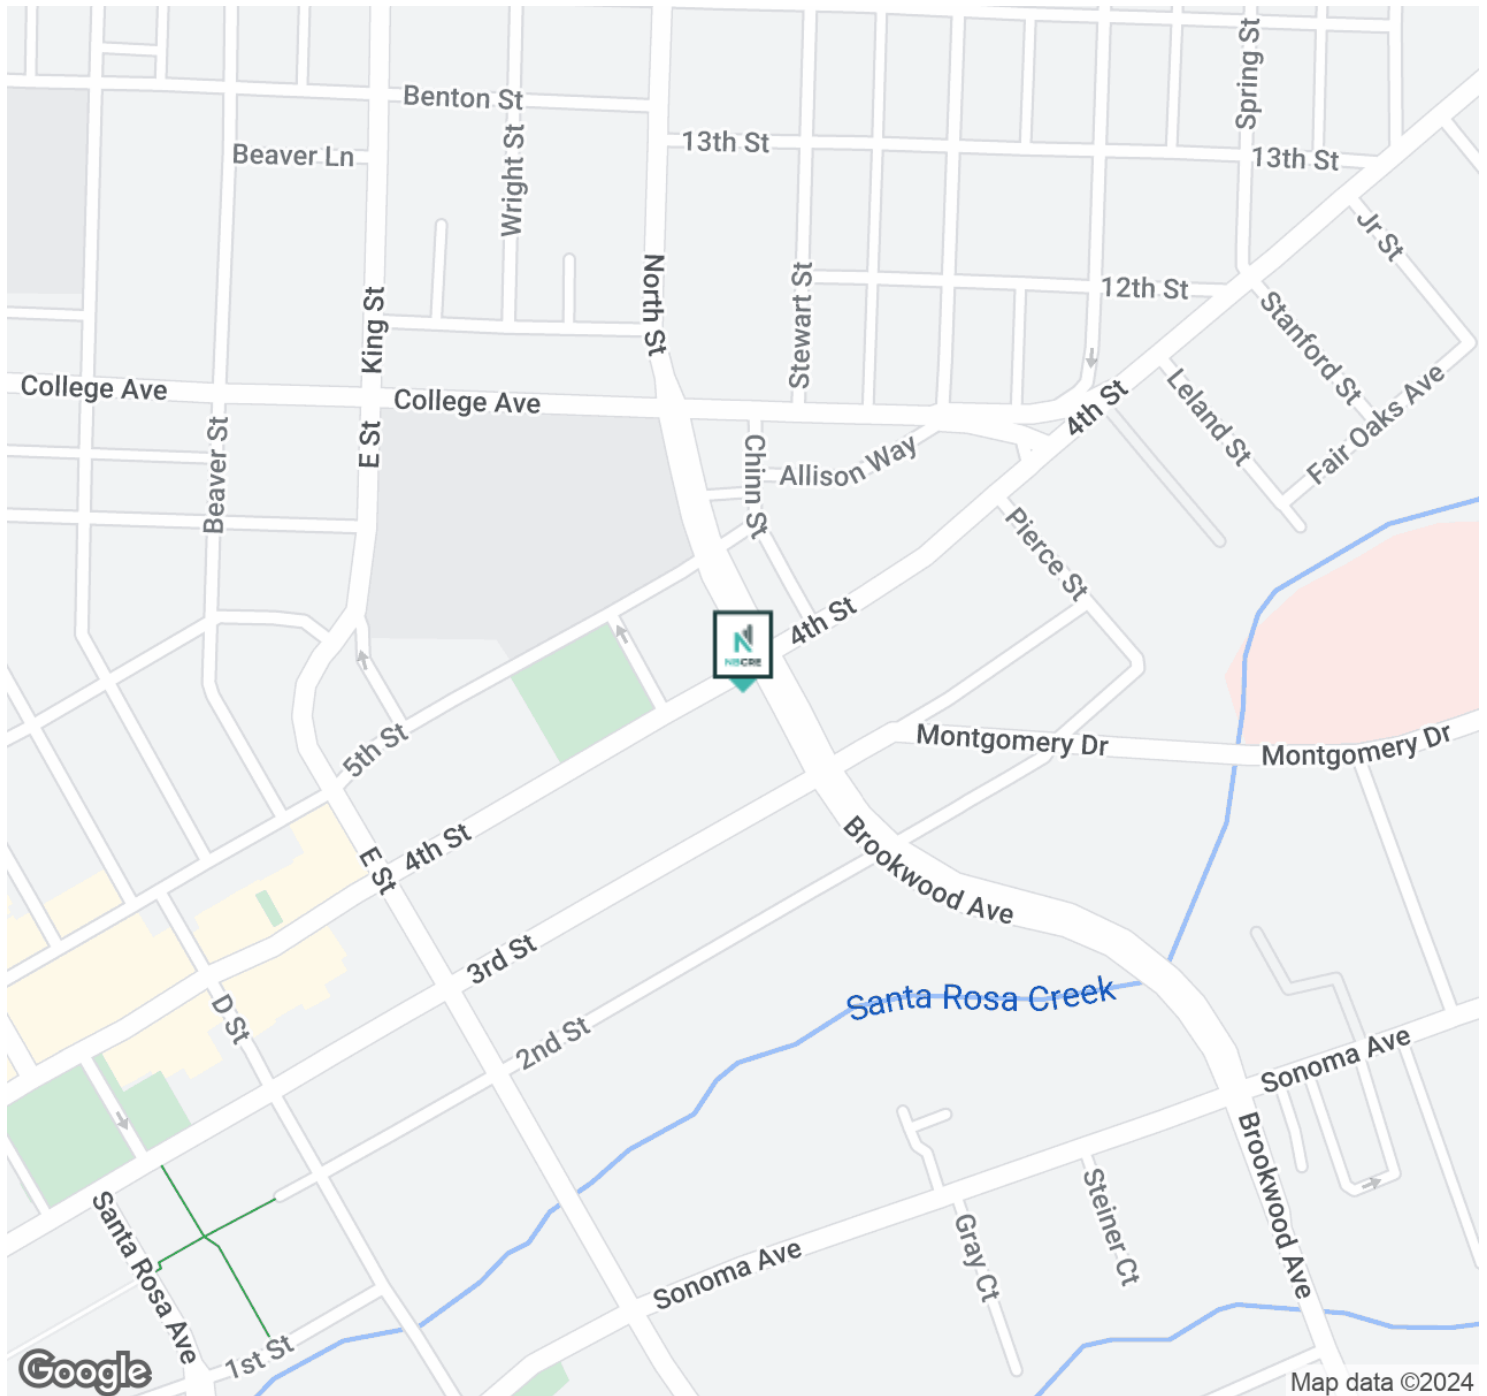 Spring St
Benton St
13th St
13th St
Beaver Ln
Wright St
Jr St
North St
King St
Stewart St
12th St
Stanford St
College Ave
College Ave
4th St
Leland St
Fair Oaks Ave
E St
Beaver St
Chinn St
Allison Way
Pierce St
4th St
N
NBCRE
5th St
Montgomery Dr
Montgomery Dr
4th St
E St
Brookwood Ave
3rd St
D St
Santa Rosa Creek
2nd St
Sonoma Ave
Brookwood Ave
Steiner Ct
Gray Ct
Santa Rosa Ave
Sonoma Ave
1st St
Google
Map data ©2024